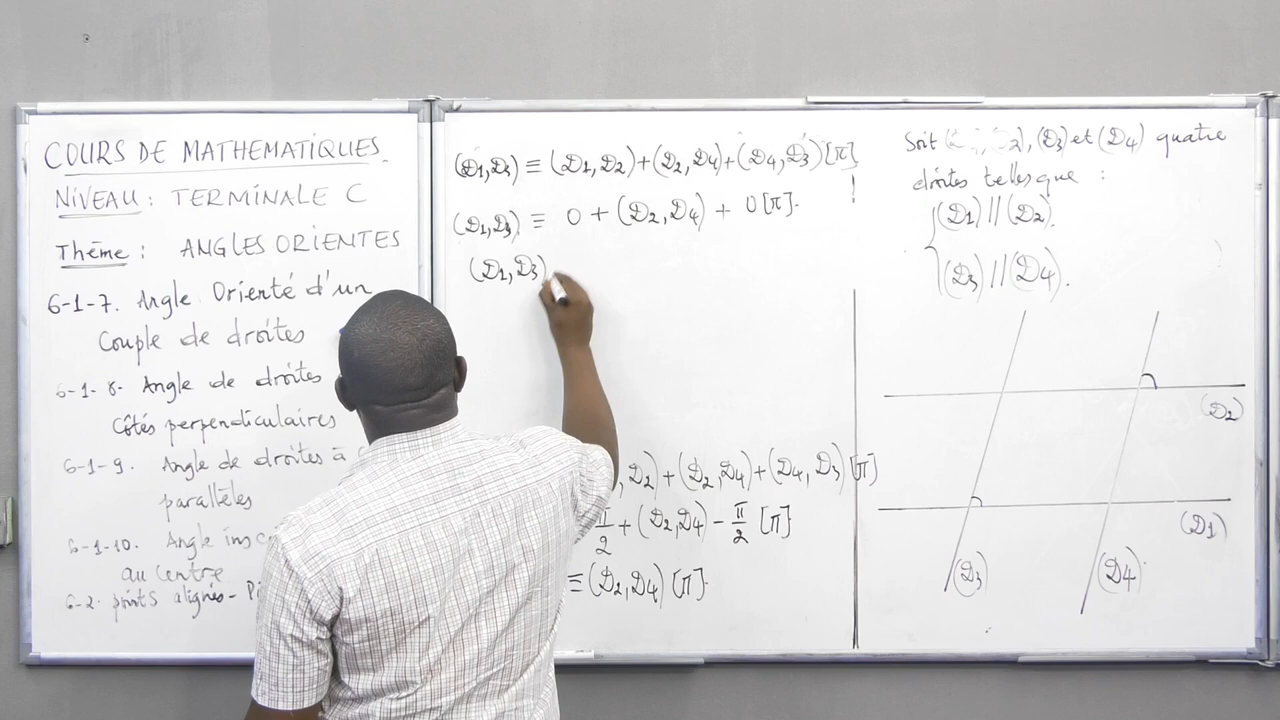 COURS DE MATHEMATIQUES.
NIVEAU : TERMINALE C
Thème : ANGLES ORIENTES
6-1-7. Angle Orienté d'un
Couple de droites
6-1-8- Angle de droites
Côtés perpendiculaires
6-1-9. Angle de droites à
parallèles
6-1-10. Angle
au centre
6-2- points alignés-
(D1,D3) ≡ (D1,D2)+(D2,D4)+(D4,D3)[π]
!
(D1,D3) ≡ 0 + (D2,D4) + 0[π].
(D1,D3)
,D2)+(D2,D4)+(D4,D3)[π]
+(D2,D4)-π/2 [π]
≡(D2,D4)[π].
Soit D2), (D3) et (D4) quatre
droites telles que :
{(D1)//(D2).
(D3)//(D4).
(D2)
(D1)
(D3)
(D4)